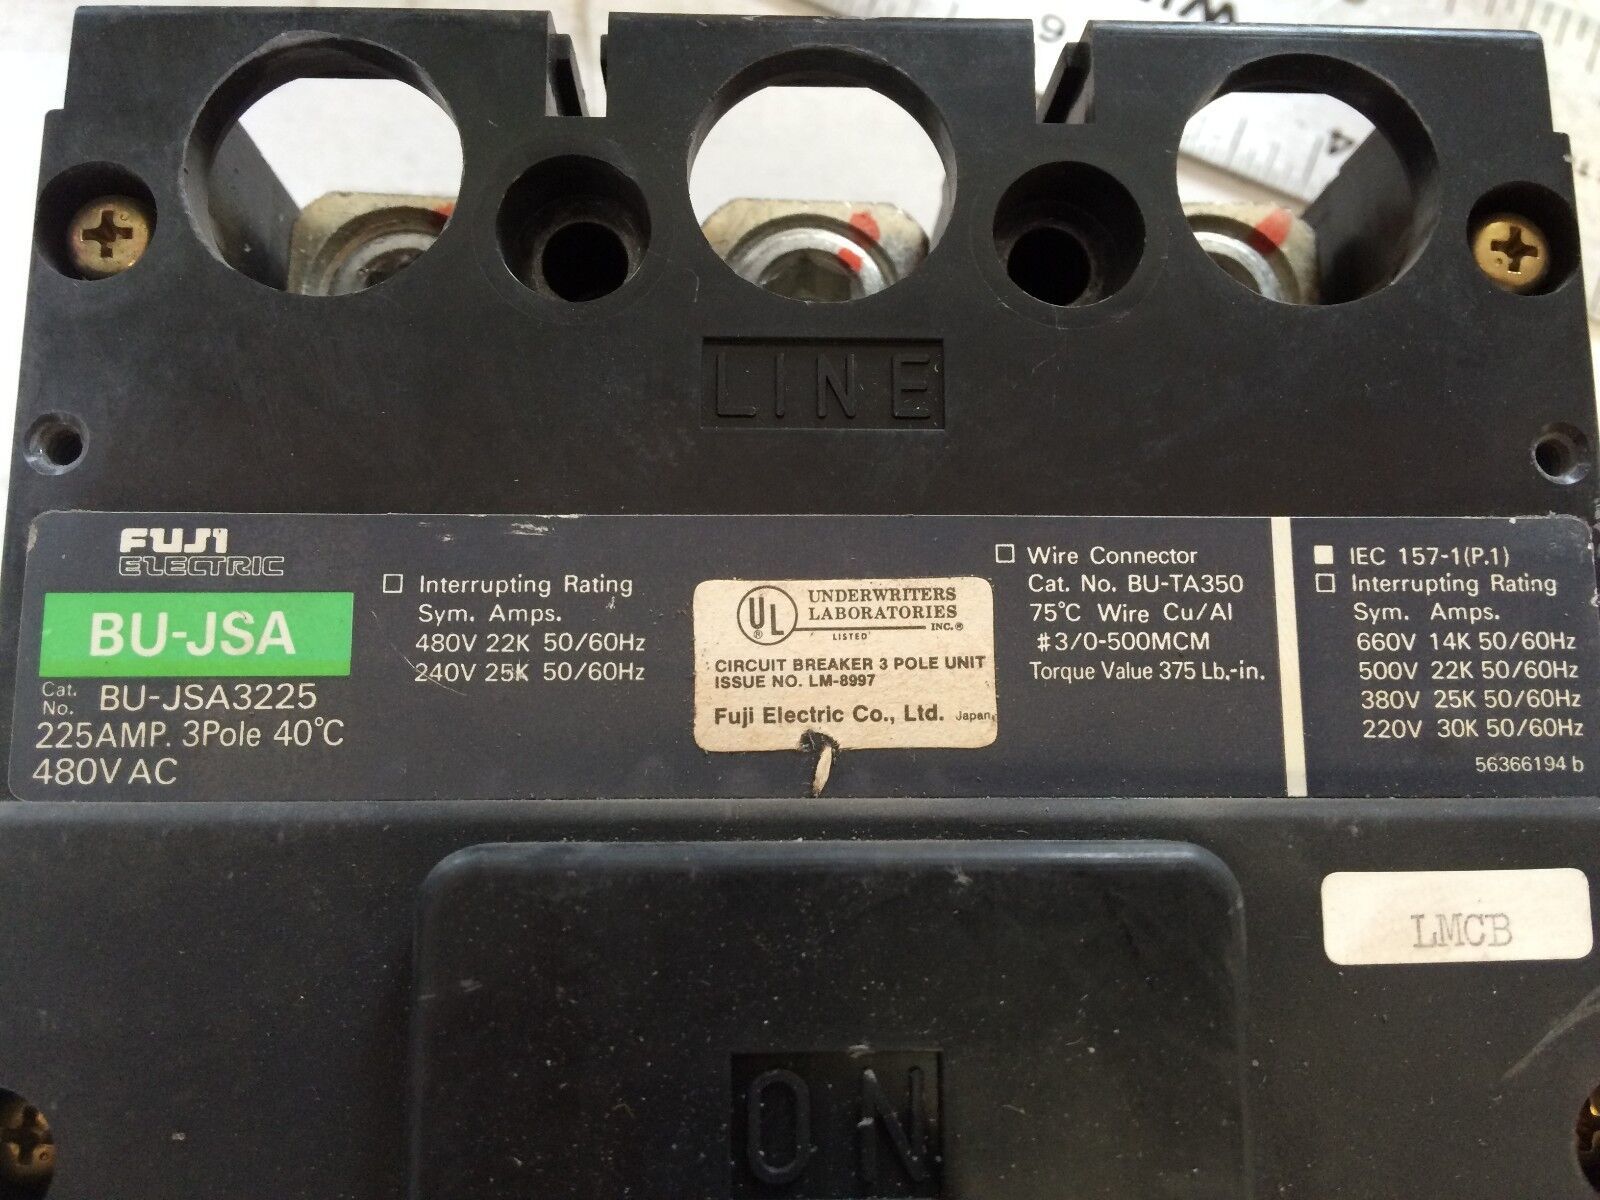 WI
6
4
LINE
FUJI
ELECTRIC
BU-JSA
Cat. No. BU-JSA3225
225AMP. 3Pole 40°C
480V AC
□ Interrupting Rating
Sym. Amps.
480V 22K 50/60Hz
240V 25K 50/60Hz
UL
®
UNDERWRITERS
LABORATORIES
INC.®
LISTED
CIRCUIT BREAKER 3 POLE UNIT
ISSUE NO. LM-8997
Fuji Electric Co., Ltd. Japan
□ Wire Connector
Cat. No. BU-TA350
75°C Wire Cu/Al
#3/0-500MCM
Torque Value 375 Lb.-in.
■ IEC 157-1(P.1)
□ Interrupting Rating
Sym. Amps.
660V 14K 50/60Hz
500V 22K 50/60Hz
380V 25K 50/60Hz
220V 30K 50/60Hz
56366194 b
LMCB
ON